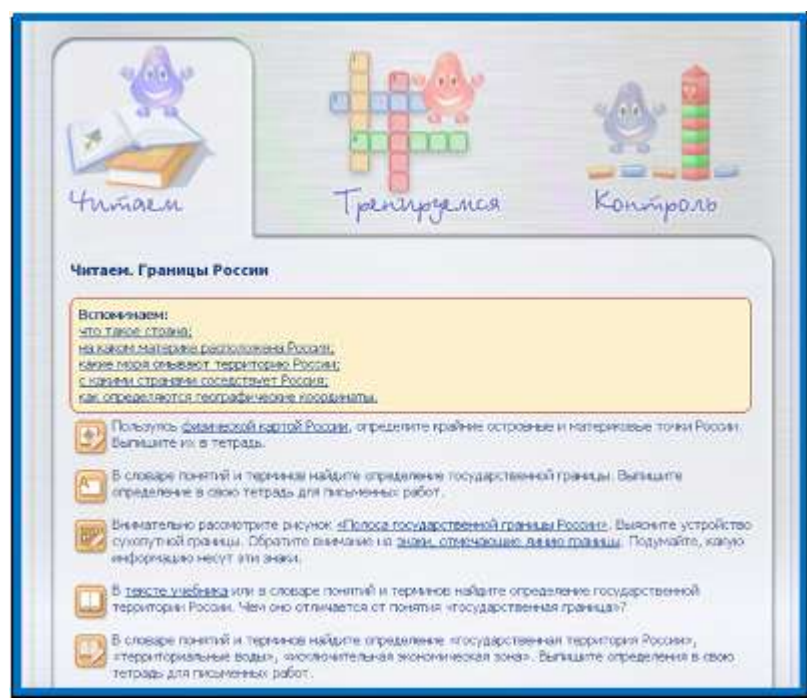 Читаем
Тренируемся
Контроль
Читаем. Границы России
Вспоминаем:
что такое страна;
на каком материке расположена Россия;
какие моря омывают территорию России;
с какими странами соседствует Россия;
как определяются географические координаты.
Пользуясь физической картой России, определите крайние островные и материковые точки России.
Выпишите их в тетрадь.
В словаре понятий и терминов найдите определение государственной границы. Выпишите
определение в свою тетрадь для письменных работ.
Внимательно рассмотрите рисунок «Полоса государственной границы России». Выясните устройство
сухопутной границы. Обратите внимание на знаки, отмечающие линию границы. Подумайте, какую
информацию несут эти знаки.
В тексте учебника или в словаре понятий и терминов найдите определение государственной
территории России. Чем оно отличается от понятия «государственная граница»?
В словаре понятий и терминов найдите определение «государственная территория России»,
«территориальные воды», «исключительная экономическая зона». Выпишите определения в свою
тетрадь для письменных работ.